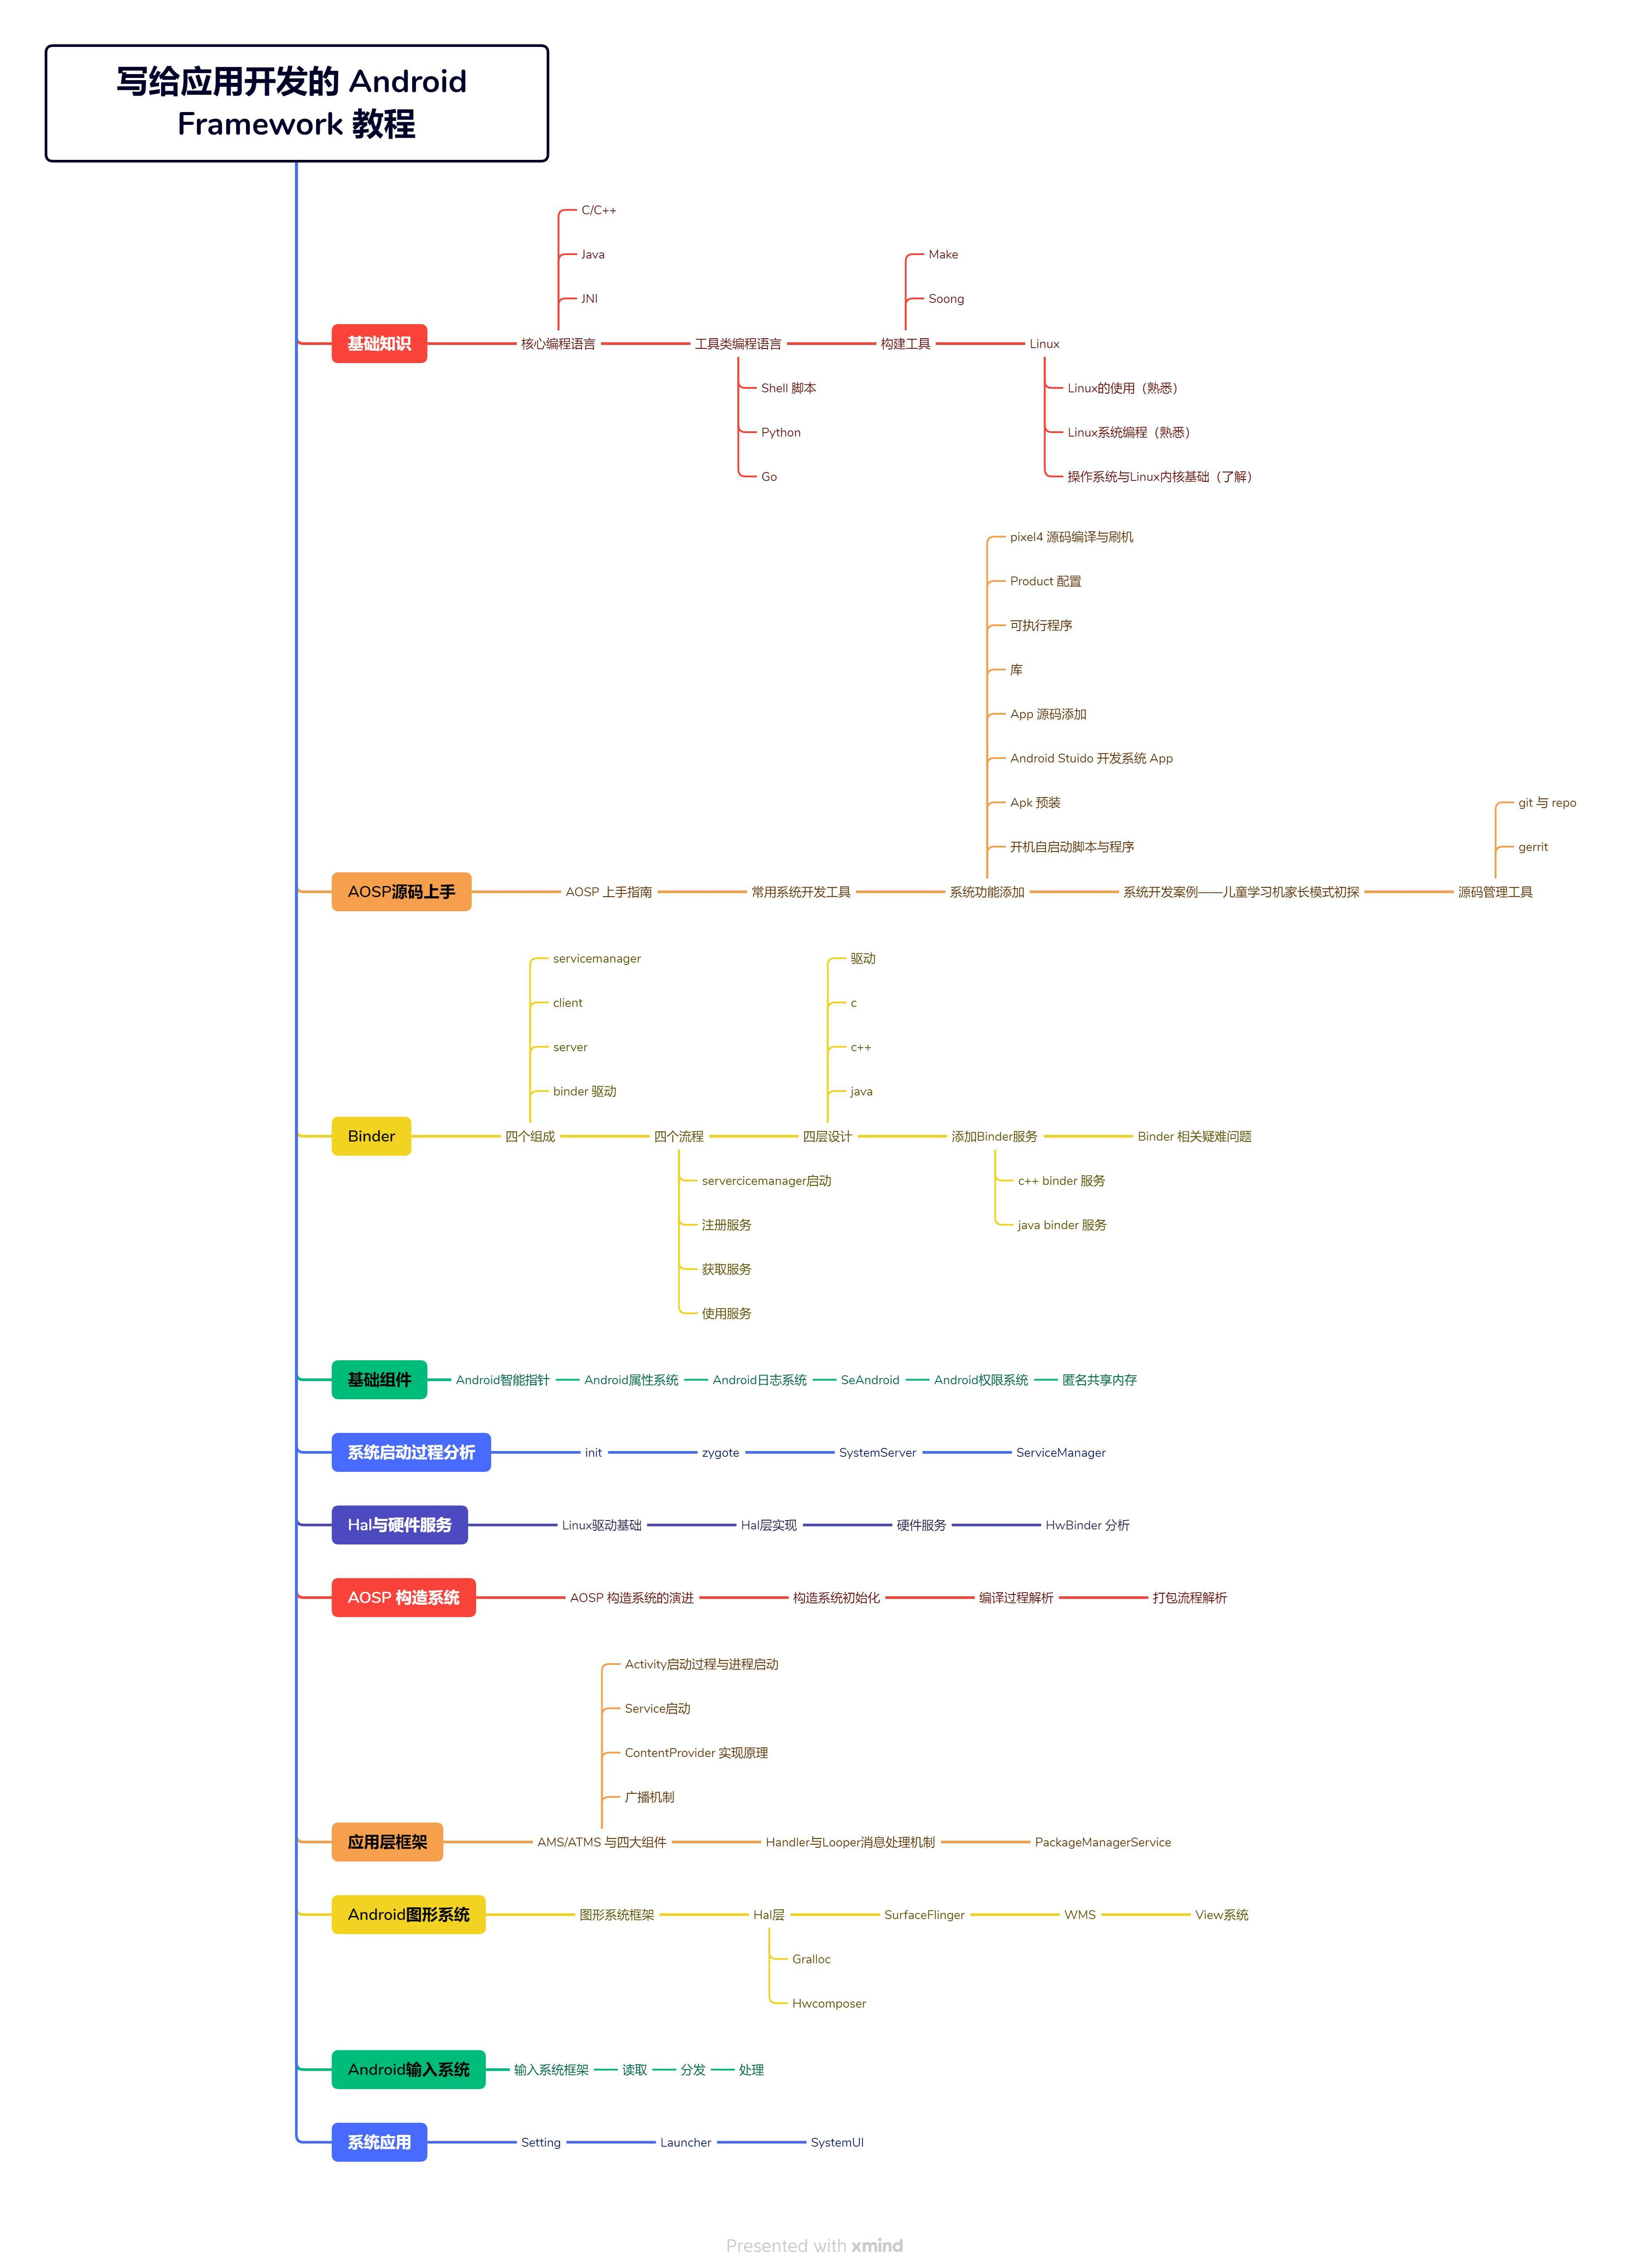 写给应用开发的 Android
Framework 教程
C/C++
Java
JNI
Make
Soong
基础知识
核心编程语言
工具类编程语言
构建工具
Linux
Shell 脚本
Python
Go
Linux的使用（熟悉）
Linux系统编程（熟悉）
操作系统与Linux内核基础（了解）
pixel4 源码编译与刷机
Product 配置
可执行程序
库
App 源码添加
Android Stuido 开发系统 App
Apk 预装
开机自启动脚本与程序
git 与 repo
gerrit
AOSP源码上手
AOSP 上手指南
常用系统开发工具
系统功能添加
系统开发案例——儿童学习机家长模式初探
源码管理工具
servicemanager
client
server
binder 驱动
驱动
c
c++
java
Binder
四个组成
四个流程
四层设计
添加Binder服务
Binder 相关疑难问题
servercicemanager启动
注册服务
获取服务
使用服务
c++ binder 服务
java binder 服务
基础组件
Android智能指针
Android属性系统
Android日志系统
SeAndroid
Android权限系统
匿名共享内存
系统启动过程分析
init
zygote
SystemServer
ServiceManager
Hal与硬件服务
Linux驱动基础
Hal层实现
硬件服务
HwBinder 分析
AOSP 构造系统
AOSP 构造系统的演进
构造系统初始化
编译过程解析
打包流程解析
Activity启动过程与进程启动
Service启动
ContentProvider 实现原理
广播机制
应用层框架
AMS/ATMS 与四大组件
Handler与Looper消息处理机制
PackageManagerService
Android图形系统
图形系统框架
Hal层
SurfaceFlinger
WMS
View系统
Gralloc
Hwcomposer
Android输入系统
输入系统框架
读取
分发
处理
系统应用
Setting
Launcher
SystemUI
Presented with xmind